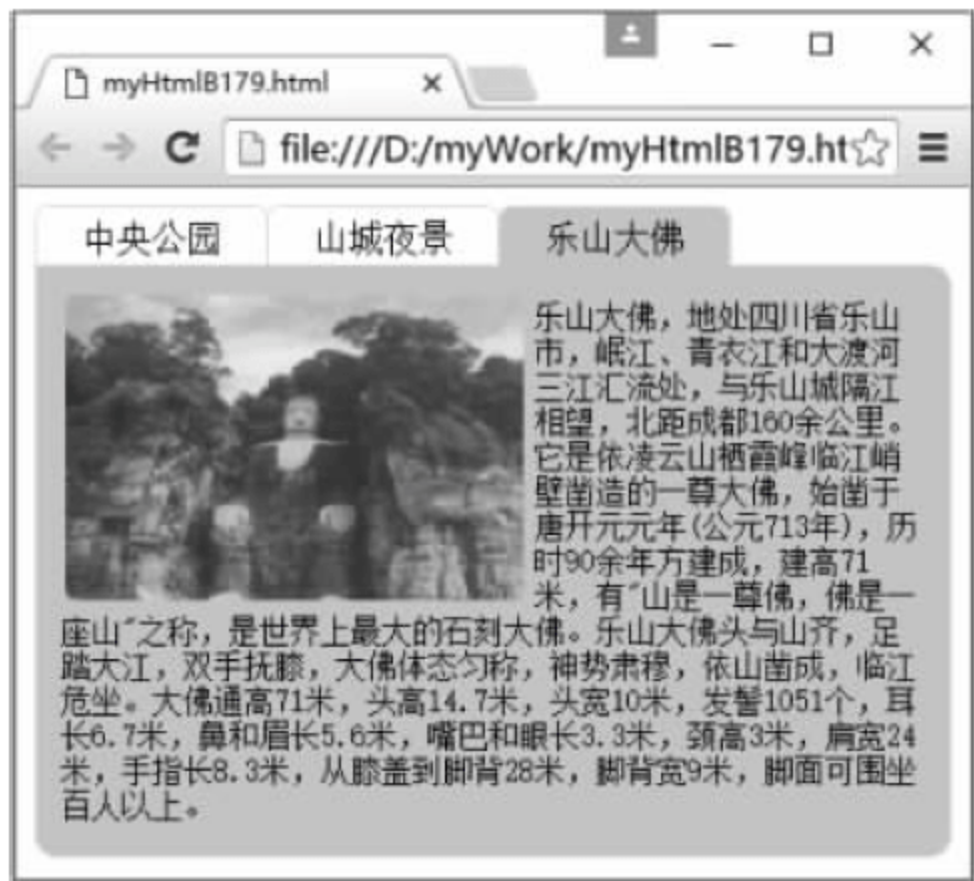 myHtmlB179.html
file:///D:/myWork/myHtmlB179.ht
中央公园 山城夜景 乐山大佛
乐山大佛，地处四川省乐山
市，岷江、青衣江和大渡河
三江汇流处，与乐山城隔江
相望，北距成都160余公里。
它是依凌云山栖霞峰临江峭
壁凿造的一尊大佛，始凿于
唐开元元年(公元713年)，历
时90余年方建成，建高71
米，有"山是一尊佛，佛是一
座山"之称，是世界上最大的石刻大佛。乐山大佛头与山齐，足
踏大江，双手抚膝，大佛体态匀称，神势肃穆，依山凿成，临江
危坐。大佛通高71米，头高14.7米，头宽10米，发髻1051个，耳
长6.7米，鼻和眉长5.6米，嘴巴和眼长3.3米，颈高3米，肩宽24
米，手指长8.3米，从膝盖到脚背28米，脚背宽9米，脚面可围坐
百人以上。